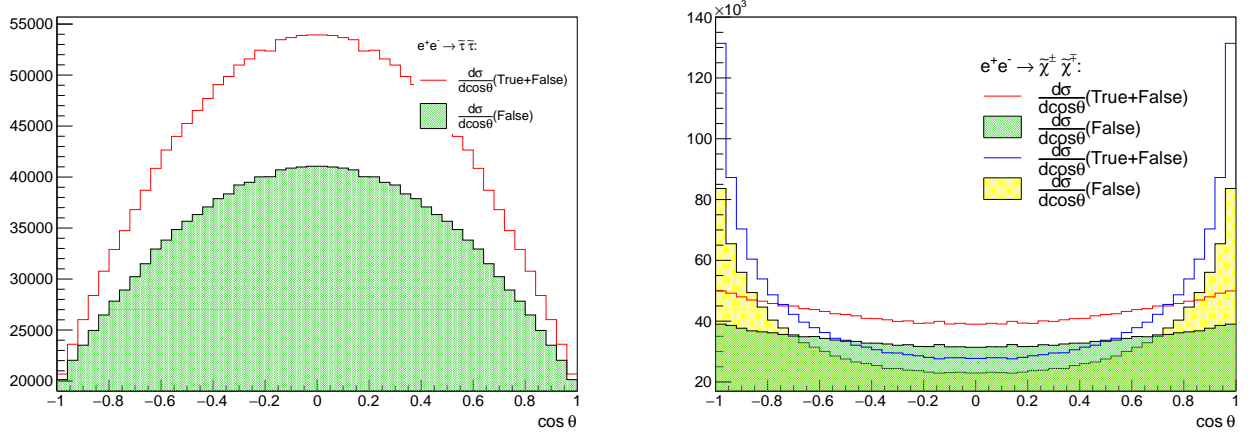 55000
e⁺e⁻ → τ̃ τ̃:
50000
dσ/dcosθ(True+False)
45000
dσ/dcosθ(False)
40000
35000
30000
25000
20000
−1 −0.8 −0.6 −0.4 −0.2 0 0.2 0.4 0.6 0.8 1
cos θ
×10³
140
120
e⁺e⁻ → χ̃± χ̃∓:
dσ/dcosθ(True+False)
100
dσ/dcosθ(False)
dσ/dcosθ(True+False)
80
dσ/dcosθ(False)
60
40
20
−1 −0.8 −0.6 −0.4 −0.2 0 0.2 0.4 0.6 0.8 1
cos θ